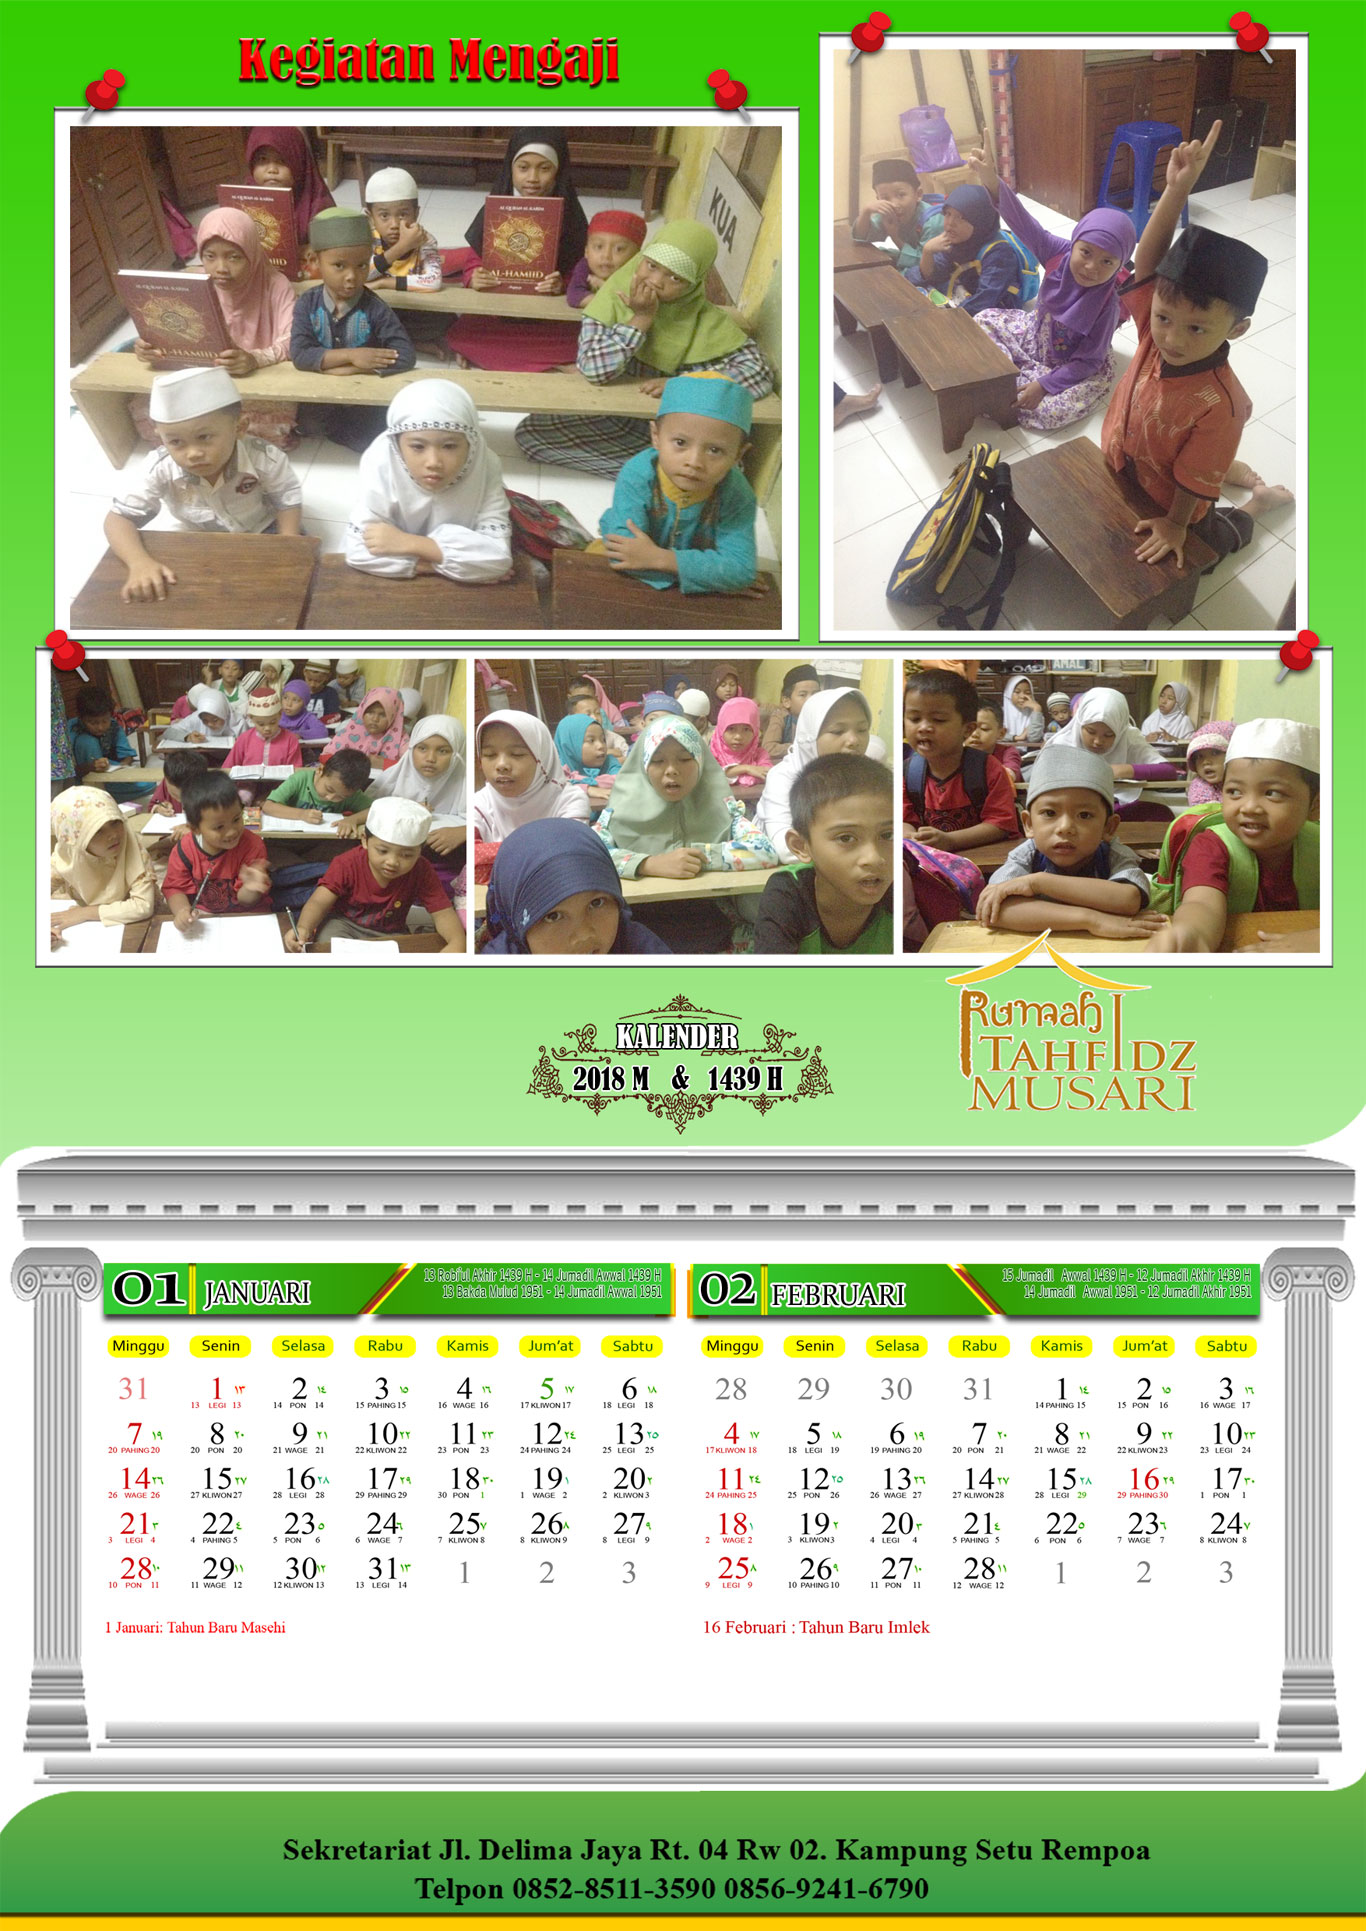 Kegiatan Mengaji
KUA
AL-HAMIID
AL-HAMIID
AMAL
KALENDER
2018 M & 1439 H
Rumah
TAHFIDZ
MUSARI
01 JANUARI
13 Robi'ul Akhir 1439 H - 14 Jumadil Awwal 1439 H
13 Bakda Mulud 1951 - 14 Jumadil Awwal 1951
Minggu Senin Selasa Rabu Kamis Jum'at Sabtu
31 1 ١٣ 2 ١٤ 3 ١٥ 4 ١٦ 5 ١٧ 6 ١٨
13 LEGI 13 14 PON 14 15 PAHING 15 16 WAGE 16 17 KLIWON 17 18 LEGI 18
7 ١٩ 8 ٢٠ 9 ٢١ 10 ٢٢ 11 ٢٣ 12 ٢٤ 13 ٢٥
20 PAHING 20 20 PON 20 21 WAGE 21 22 KLIWON 22 23 PON 23 24 PAHING 24 25 LEGI 25
14 ٢٦ 15 ٢٧ 16 ٢٨ 17 ٢٩ 18 ٣٠ 19 ١ 20 ٢
26 WAGE 26 27 KLIWON 27 28 LEGI 28 29 PAHING 29 30 PON 1 1 WAGE 2 2 KLIWON 3
21 ٣ 22 ٤ 23 ٥ 24 ٦ 25 ٧ 26 ٨ 27 ٩
3 LEGI 4 4 PAHING 5 5 PON 6 6 WAGE 7 7 KLIWON 8 8 KLIWON 9 8 LEGI 9
28 ١٠ 29 ١١ 30 ١٢ 31 ١٣ 1 2 3
10 PON 11 11 WAGE 12 12 KLIWON 13 13 LEGI 14
1 Januari: Tahun Baru Masehi
02 FEBRUARI
15 Jumadil Awwal 1439 H - 12 Jumadil Akhir 1439 H
14 Jumadil Awwal 1951 - 12 Jumadil Akhir 1951
Minggu Senin Selasa Rabu Kamis Jum'at Sabtu
28 29 30 31 1 ١٤ 2 ١٥ 3 ١٦
14 PAHING 15 15 PON 16 16 WAGE 17
4 ١٧ 5 ١٨ 6 ١٩ 7 ٢٠ 8 ٢١ 9 ٢٢ 10 ٢٣
17 KLIWON 18 18 LEGI 19 19 PAHING 20 20 PON 21 21 WAGE 22 22 KLIWON 23 23 LEGI 24
11 ٢٤ 12 ٢٥ 13 ٢٦ 14 ٢٧ 15 ٢٨ 16 ٢٩ 17 ٣٠
24 PAHING 25 25 PON 26 26 WAGE 27 27 KLIWON 28 28 LEGI 29 29 PAHING 30 1 PON 1
18 ١ 19 ٢ 20 ٣ 21 ٤ 22 ٥ 23 ٦ 24 ٧
2 WAGE 2 3 KLIWON 3 4 LEGI 4 5 PAHING 5 6 PON 6 7 WAGE 7 8 KLIWON 8
25 ٨ 26 ٩ 27 ١٠ 28 ١١ 1 2 3
9 LEGI 9 10 PAHING 10 11 PON 11 12 WAGE 12
16 Februari : Tahun Baru Imlek
Sekretariat Jl. Delima Jaya Rt. 04 Rw 02. Kampung Setu Rempoa
Telpon 0852-8511-3590 0856-9241-6790